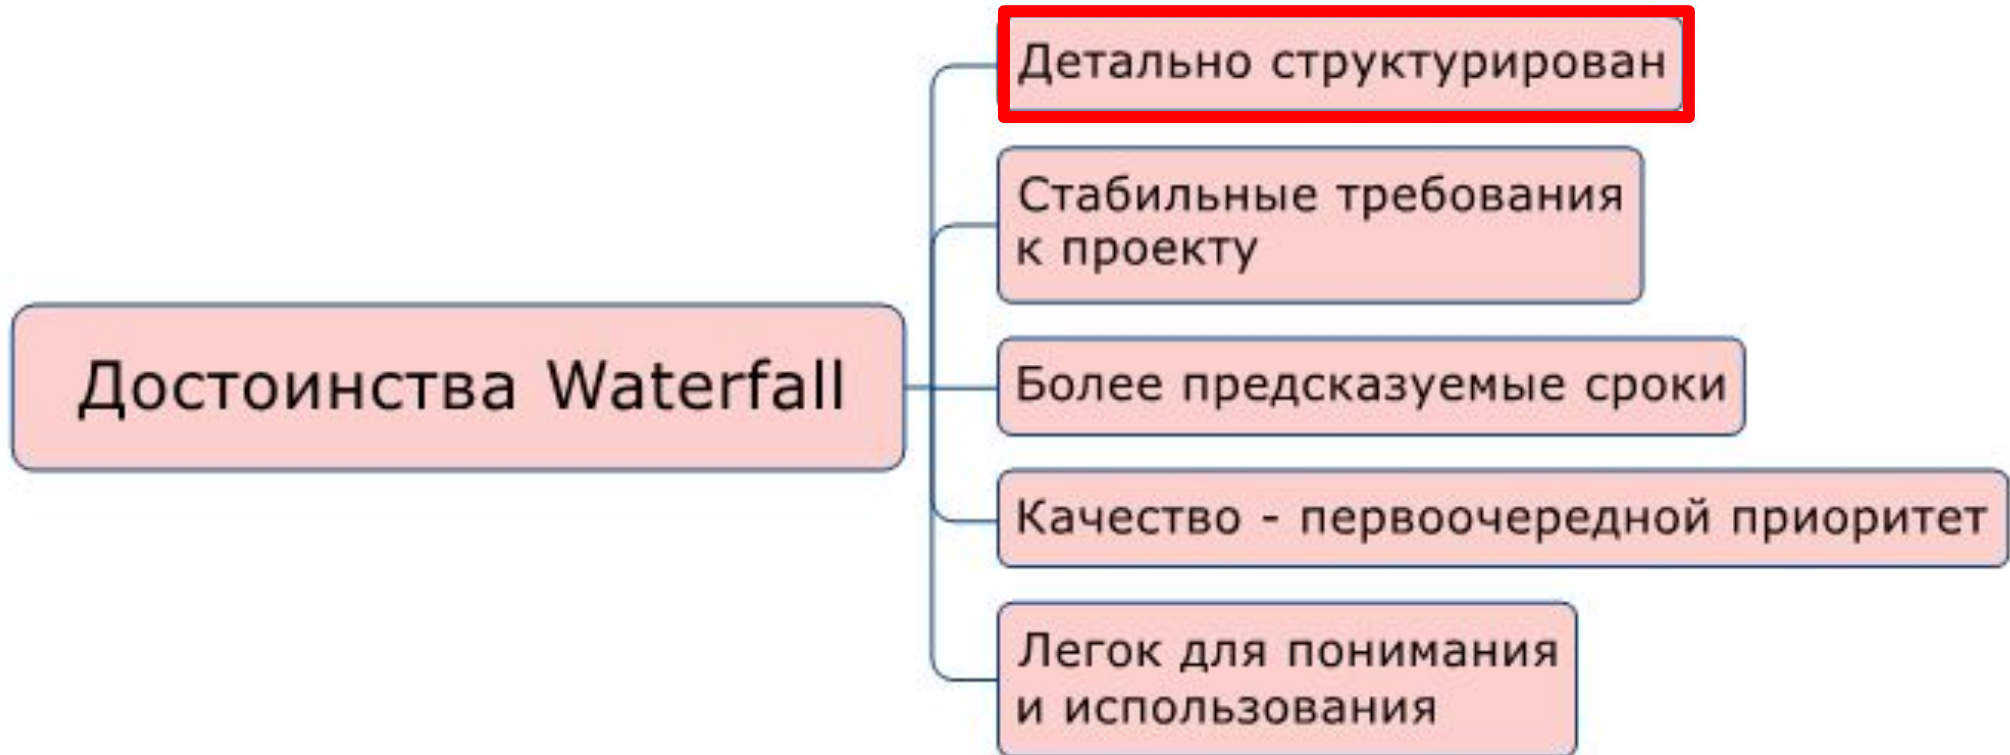 Детально структурирован
Стабильные требования
к проекту
Достоинства Waterfall
Более предсказуемые сроки
Качество - первоочередной приоритет
Легок для понимания
и использования